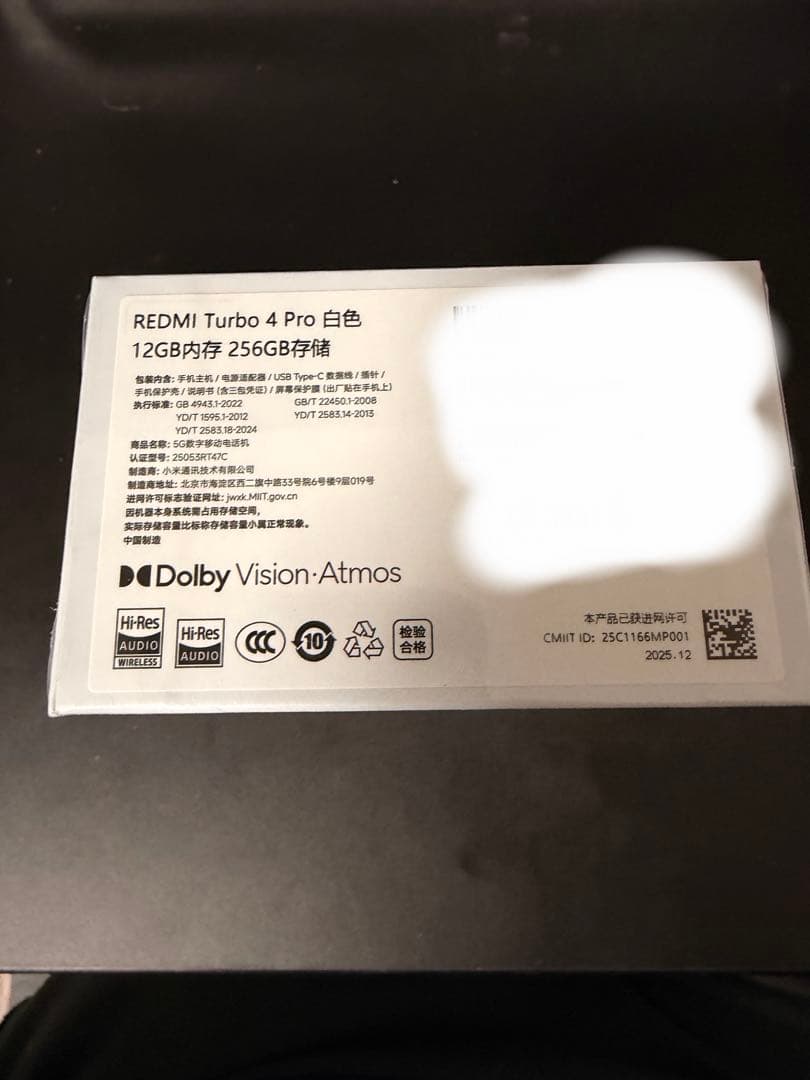 REDMI Turbo 4 Pro 白色
12GB内存 256GB存储
包装内含: 手机主机 / 电源适配器 / USB Type-C 数据线 / 插针 /
手机保护壳 / 说明书 (含三包凭证) / 屏幕保护膜 (出厂贴在手机上)
执行标准: GB 4943.1-2022 GB/T 22450.1-2008
YD/T 1595.1-2012 YD/T 2583.14-2013
YD/T 2583.18-2024
商品名称: 5G数字移动电话机
认证型号: 25053RT47C
制造商: 小米通讯技术有限公司
制造商地址: 北京市海淀区西二旗中路33号院6号楼9层019号
进网许可标志验证网址: jwxk.MIIT.gov.cn
因机器本身系统需占用存储空间,
实际存储容量比标称存储容量小属正常现象。
中国制造
Dolby Vision·Atmos
Hi-Res AUDIO WIRELESS
Hi-Res AUDIO
CCC
10
检验合格
本产品已获进网许可
CMIIT ID: 25C1166MP001
2025.12